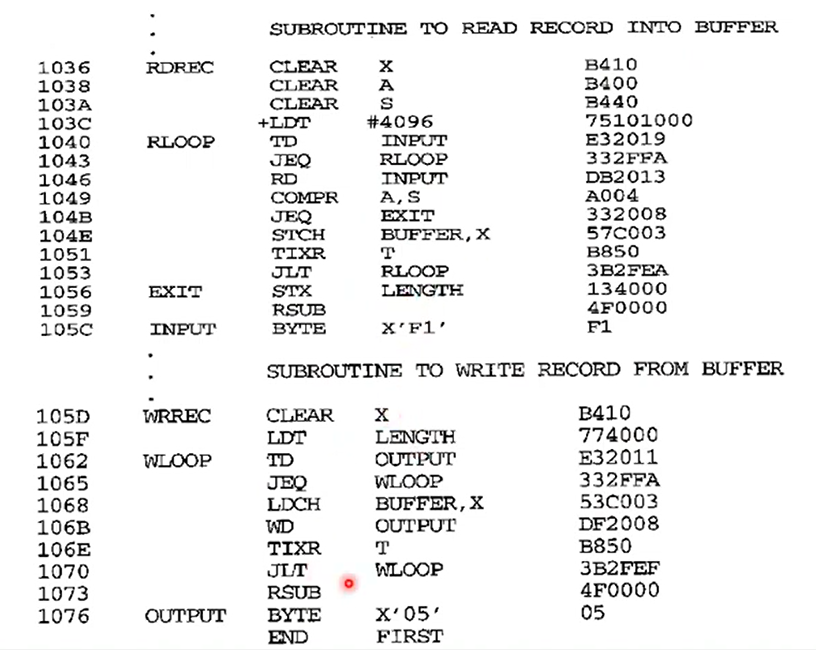 .
.
. SUBROUTINE TO READ RECORD INTO BUFFER
1036 RDREC CLEAR X B410
1038 CLEAR A B400
103A CLEAR S B440
103C +LDT #4096 75101000
1040 RLOOP TD INPUT E32019
1043 JEQ RLOOP 332FFA
1046 RD INPUT DB2013
1049 COMPR A,S A004
104B JEQ EXIT 332008
104E STCH BUFFER,X 57C003
1051 TIXR T B850
1053 JLT RLOOP 3B2FEA
1056 EXIT STX LENGTH 134000
1059 RSUB 4F0000
105C INPUT BYTE X'F1' F1
.
. SUBROUTINE TO WRITE RECORD FROM BUFFER
.
105D WRREC CLEAR X B410
105F LDT LENGTH 774000
1062 WLOOP TD OUTPUT E32011
1065 JEQ WLOOP 332FFA
1068 LDCH BUFFER,X 53C003
106B WD OUTPUT DF2008
106E TIXR T B850
1070 JLT WLOOP 3B2FEF
1073 RSUB 4F0000
1076 OUTPUT BYTE X'05' 05
END FIRST